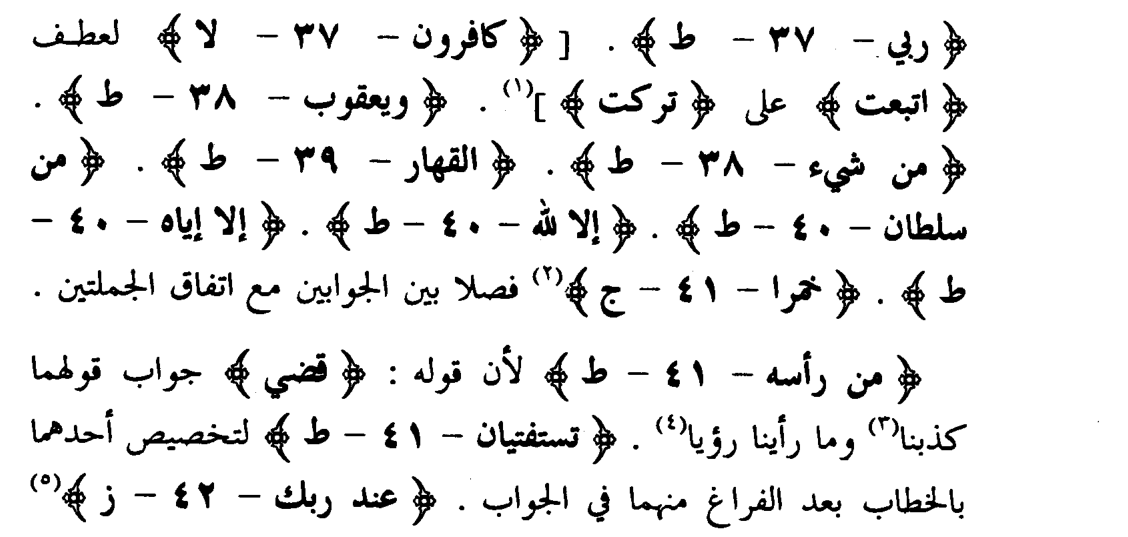 ﴿ ربي – ٣٧ – ط ﴾ . [ ﴿ كافرون – ٣٧ – لا ﴾ لعطف
﴿ اتبعت ﴾ على ﴿ تركت ﴾ ](١) . ﴿ ويعقوب – ٣٨ – ط ﴾ .
﴿ من شيء – ٣٨ – ط ﴾ . ﴿ القهار – ٣٩ – ط ﴾ . ﴿ من
سلطان – ٤٠ – ط ﴾ . ﴿ إلا لله – ٤٠ – ط ﴾ . ﴿ إلا إياه – ٤٠ –
ط ﴾ . ﴿ خمرا – ٤١ – ج ﴾(٢) فصلا بين الجوابين مع اتفاق الجملتين .
﴿ من رأسه – ٤١ – ط ﴾ لأن قوله : ﴿ قضي ﴾ جواب قولهما
كذبنا(٣) وما رأينا رؤيا(٤) . ﴿ تستفتيان – ٤١ – ط ﴾ لتخصيص أحدهما
بالخطاب بعد الفراغ منهما في الجواب . ﴿ عند ربك – ٤٢ – ز ﴾(٥)